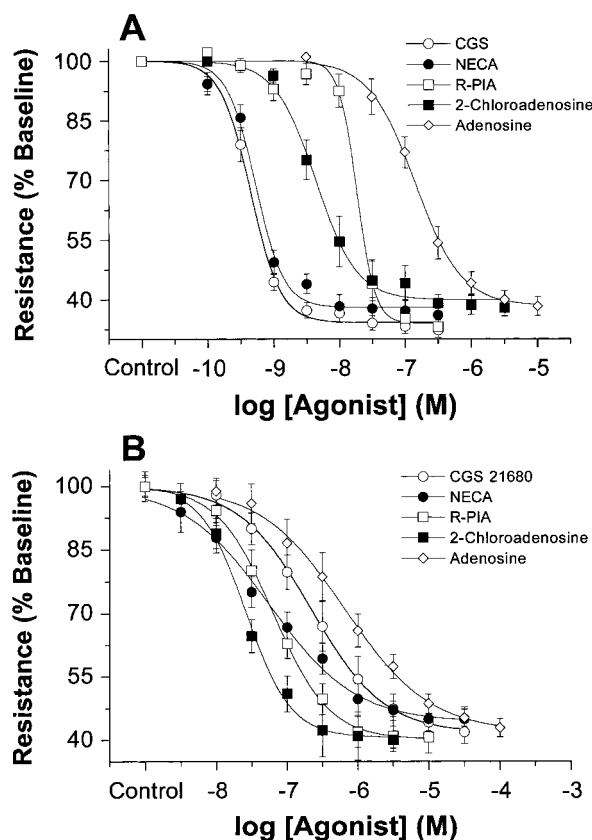 A
CGS
NECA
R-PIA
2-Chloroadenosine
Adenosine
Resistance (% Baseline)
100
85
70
55
40
Control -10 -9 -8 -7 -6 -5
log [Agonist] (M)
B
CGS 21680
NECA
R-PIA
2-Chloroadenosine
Adenosine
Resistance (% Baseline)
100
85
70
55
40
Control -8 -7 -6 -5 -4 -3
log [Agonist] (M)